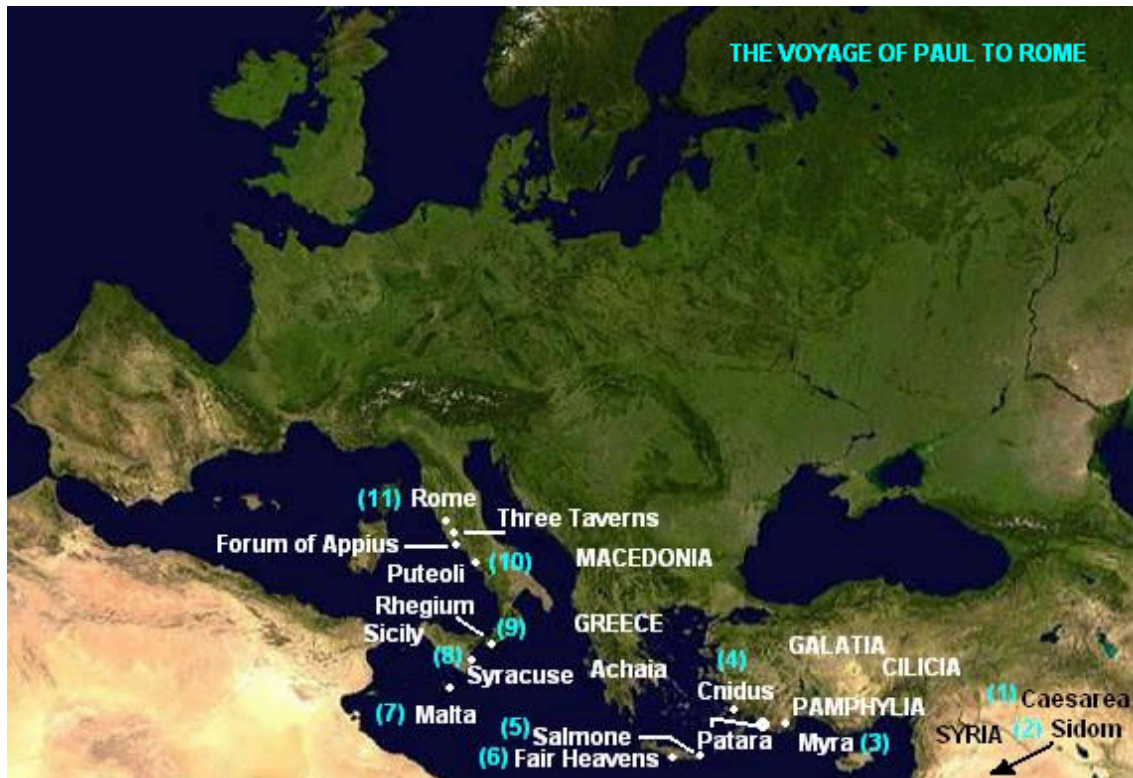 THE VOYAGE OF PAUL TO ROME
(11) Rome
Three Taverns
Forum of Appius
Puteoli (10)
MACEDONIA
Rhegium
Sicily
(9)
GREECE
(8)
Syracuse
Achaia
(4)
Cnidus
GALATIA
CILICIA
(1) Caesarea
PAMPHYLIA
(7) Malta
(5) Salmone
Patara
Myra (3)
SYRIA (2) Sidom
(6) Fair Heavens